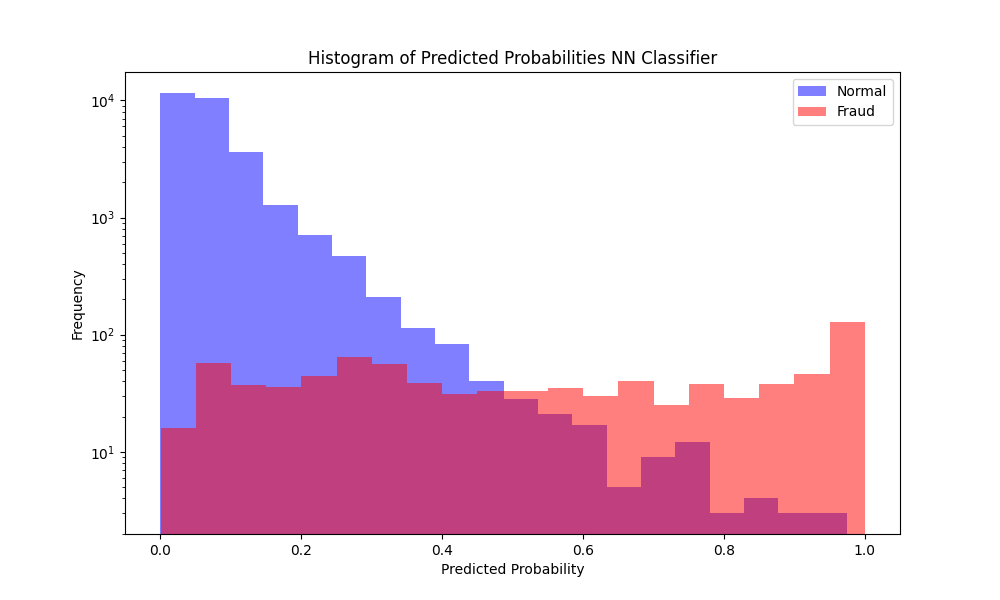 Histogram of Predicted Probabilities NN Classifier
Normal
Fraud
10⁴
10³
10²
10¹
Frequency
0.0 0.2 0.4 0.6 0.8 1.0
Predicted Probability